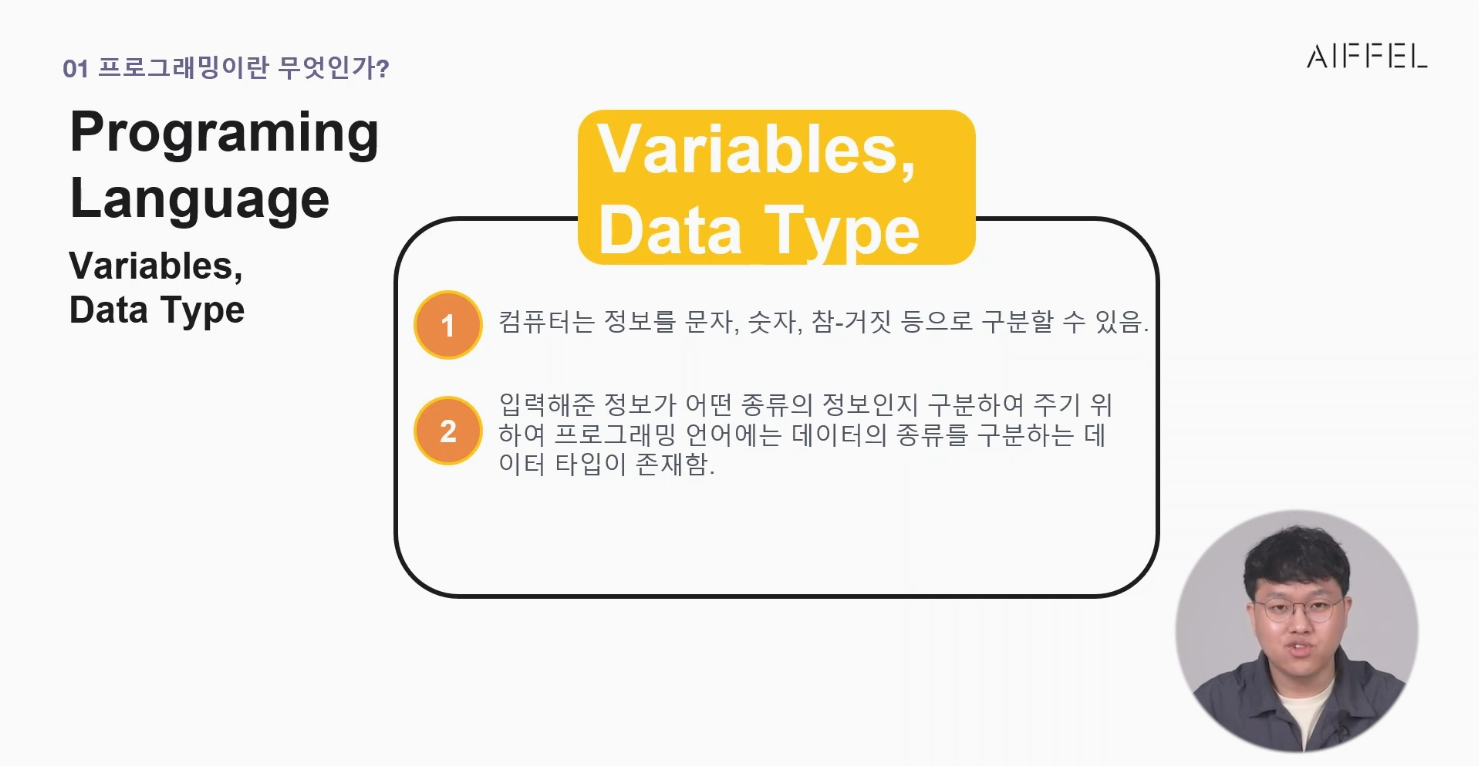 01 프로그래밍이란 무엇인가?
AIFFEL
Programing
Language
Variables,
Data Type
Variables,
Data Type
1
컴퓨터는 정보를 문자, 숫자, 참-거짓 등으로 구분할 수 있음.
2
입력해준 정보가 어떤 종류의 정보인지 구분하여 주기 위
하여 프로그래밍 언어에는 데이터의 종류를 구분하는 데
이터 타입이 존재함.